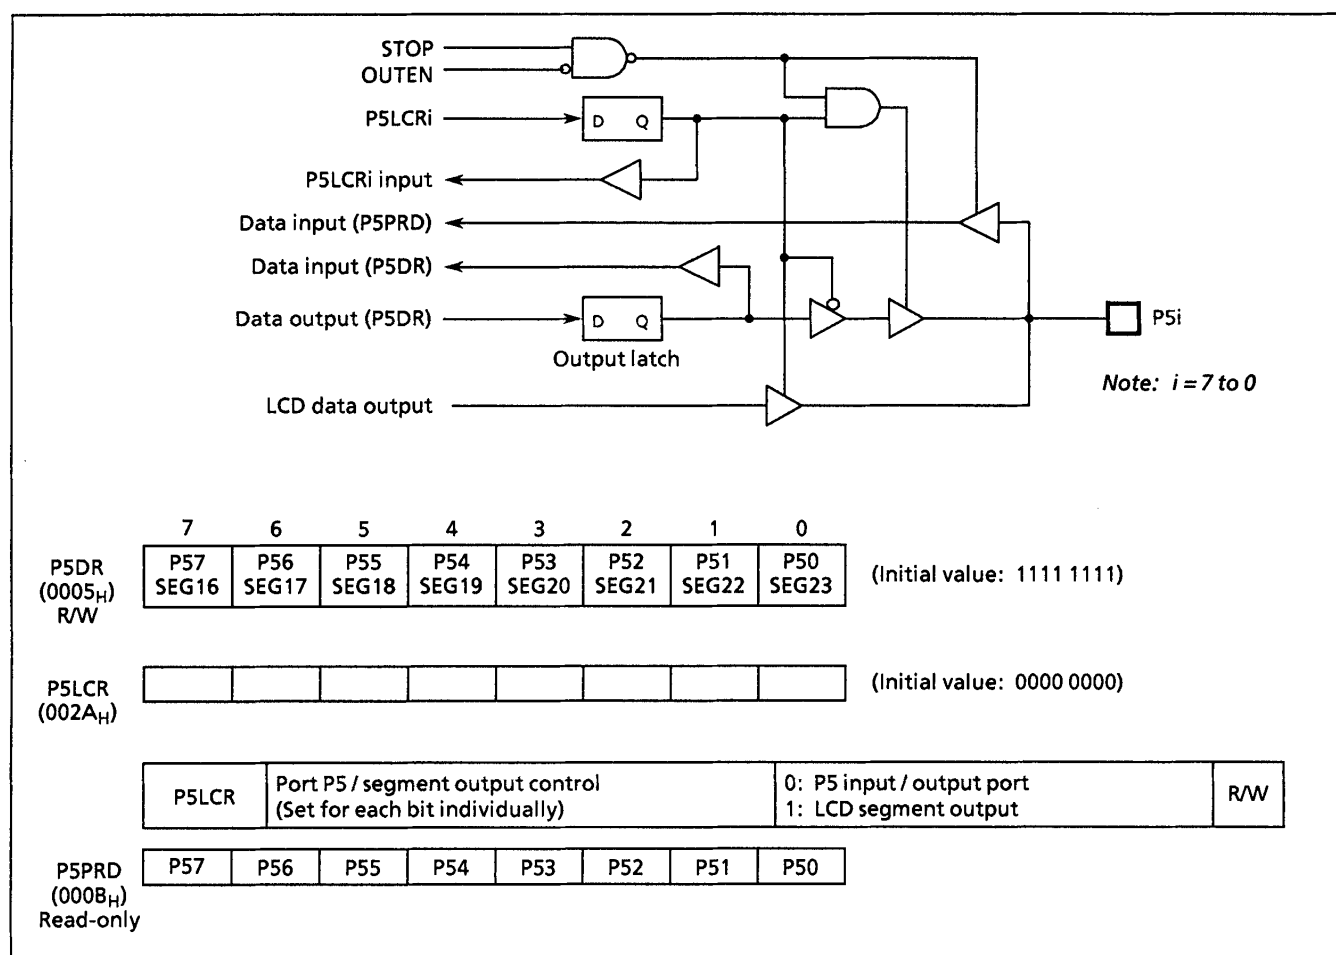 STOP
OUTEN
P5LCRi
D Q
P5LCRi input
Data input (P5PRD)
Data input (P5DR)
Data output (P5DR)
D Q
Output latch
P5i
Note: i = 7 to 0
LCD data output
7 6 5 4 3 2 1 0
P5DR
(0005H)
R/W
P57 P56 P55 P54 P53 P52 P51 P50
SEG16 SEG17 SEG18 SEG19 SEG20 SEG21 SEG22 SEG23
(Initial value: 1111 1111)
P5LCR
(002AH)
(Initial value: 0000 0000)
P5LCR
Port P5 / segment output control
(Set for each bit individually)
0: P5 input / output port
1: LCD segment output
R/W
P5PRD
(000BH)
Read-only
P57 P56 P55 P54 P53 P52 P51 P50